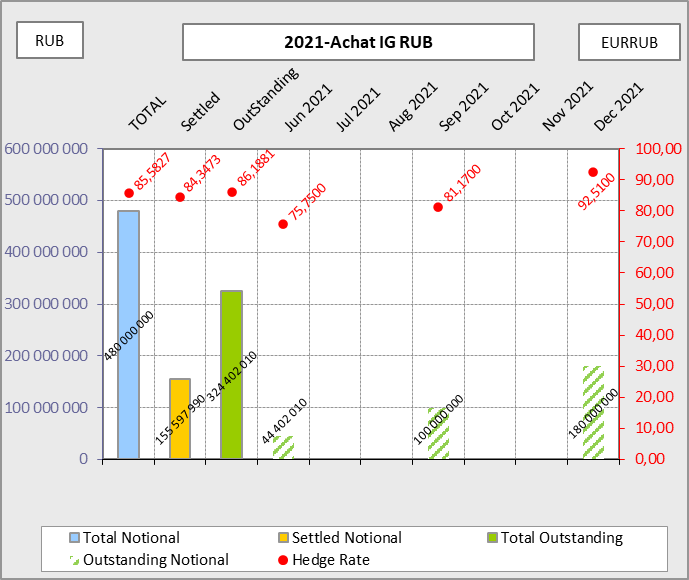 RUB
2021-Achat IG RUB
EURRUB
TOTAL
Settled
OutStanding
Jun 2021
Jul 2021
Aug 2021
Sep 2021
Oct 2021
Nov 2021
Dec 2021
600 000 000
500 000 000
400 000 000
300 000 000
200 000 000
100 000 000
0
100,00
90,00
80,00
70,00
60,00
50,00
40,00
30,00
20,00
10,00
0,00
85,5827
84,3473
86,1881
75,7500
81,1700
92,5100
480 000 000
155 597 990
324 402 010
44 402 010
100 000 000
180 000 000
Total Notional
Settled Notional
Total Outstanding
Outstanding Notional
Hedge Rate